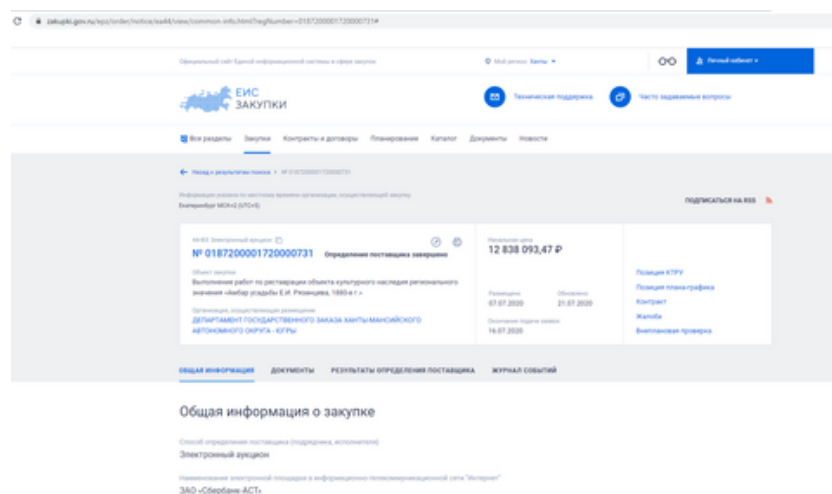 zakupki.gov.ru/epz/order/notice/ea44/view/common-info.html?regNumber=0187200001720000731#
Официальный сайт Единой информационной системы в сфере закупок
Мой регион: Ханты
Личный кабинет
ЕИС
ЗАКУПКИ
Техническая поддержка
Часто задаваемые вопросы
Все разделы Закупки Контракты и договоры Планирование Каталог Документы Новости
Назад к результатам поиска № 0187200001720000731
Информация указана по местному времени организации, осуществляющей закупку
Екатеринбург МСК+2 (UTC+5)
ПОДПИСАТЬСЯ НА RSS
44-ФЗ Электронный аукцион
№ 0187200001720000731 Определение поставщика завершено
Объект закупки
Выполнение работ по реставрации объекта культурного наследия регионального
значения «Амбар усадьбы Е.И. Рязанцева, 1880-е г.»
Организация, осуществляющая размещение
ДЕПАРТАМЕНТ ГОСУДАРСТВЕННОГО ЗАКАЗА ХАНТЫ-МАНСИЙСКОГО
АВТОНОМНОГО ОКРУГА - ЮГРЫ
Начальная цена
12 838 093,47 ₽
Размещено Обновлено
07.07.2020 21.07.2020
Окончание подачи заявок
16.07.2020
Позиция КТРУ
Позиция плана-графика
Контракт
Жалоба
Внеплановая проверка
ОБЩАЯ ИНФОРМАЦИЯ ДОКУМЕНТЫ РЕЗУЛЬТАТЫ ОПРЕДЕЛЕНИЯ ПОСТАВЩИКА ЖУРНАЛ СОБЫТИЙ
Общая информация о закупке
Способ определения поставщика (подрядчика, исполнителя)
Электронный аукцион
Наименование электронной площадки в информационно-телекоммуникационной сети "Интернет"
ЗАО «Сбербанк-АСТ»